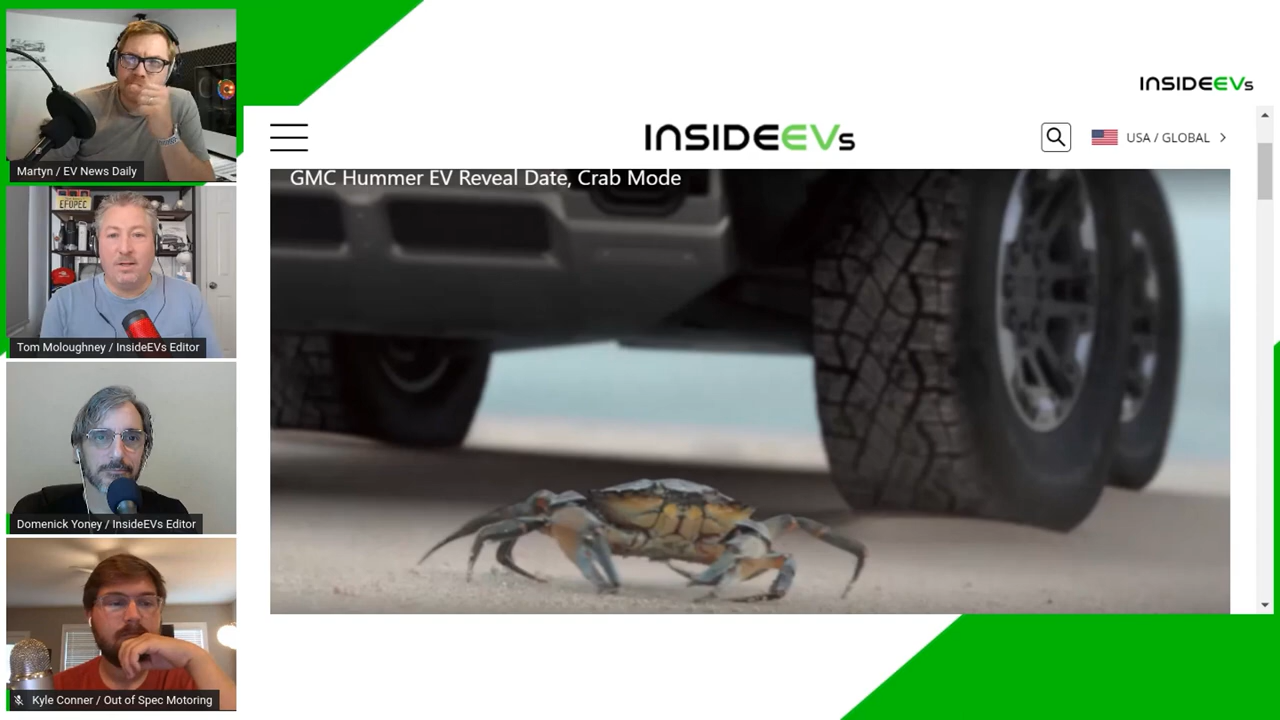 Martyn / EV News Daily
EFOPEC
Tom Moloughney / InsideEVs Editor
Domenick Yoney / InsideEVs Editor
Kyle Conner / Out of Spec Motoring
INSIDEEVs
INSIDEEVs
USA / GLOBAL
GMC Hummer EV Reveal Date, Crab Mode